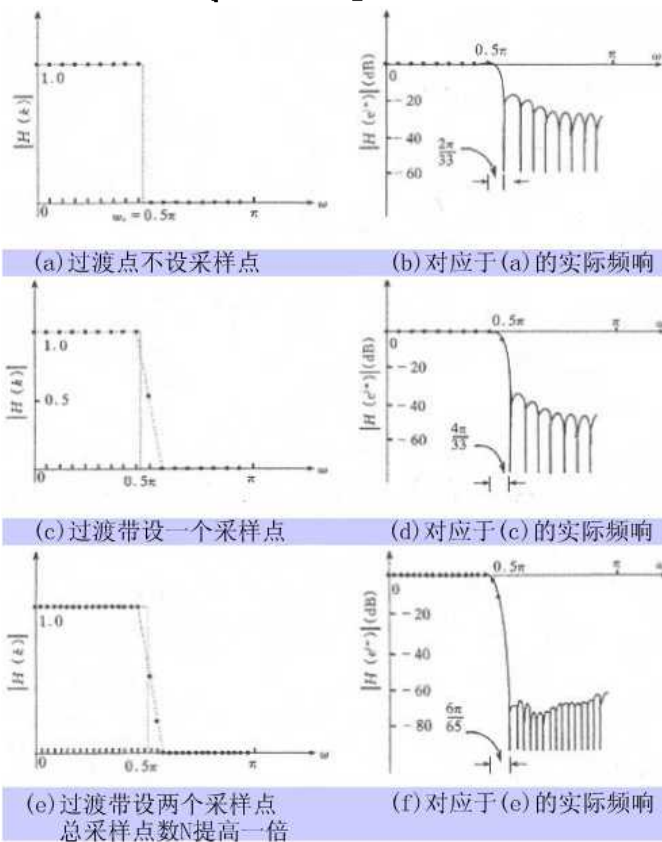 |H (k)|
1.0
0
ω_c = 0.5π
π
ω
|H (e^jω)|(dB)
0.5π
π
ω
0
−20
−40
−60
2π/33
(a)过渡点不设采样点
(b)对应于(a)的实际频响
|H (k)|
1.0
0.5
0
0.5π
π
ω
|H (e^jω)|(dB)
0.5π
π
ω
0
−20
−40
−60
4π/33
(c)过渡带设一个采样点
(d)对应于(c)的实际频响
|H (k)|
1.0
0
0.5π
π
ω
|H (e^jω)|(dB)
0.5π
π
ω
0
−20
−40
−60
−80
6π/65
(e)过渡带设两个采样点
总采样点数N提高一倍
(f)对应于(e)的实际频响